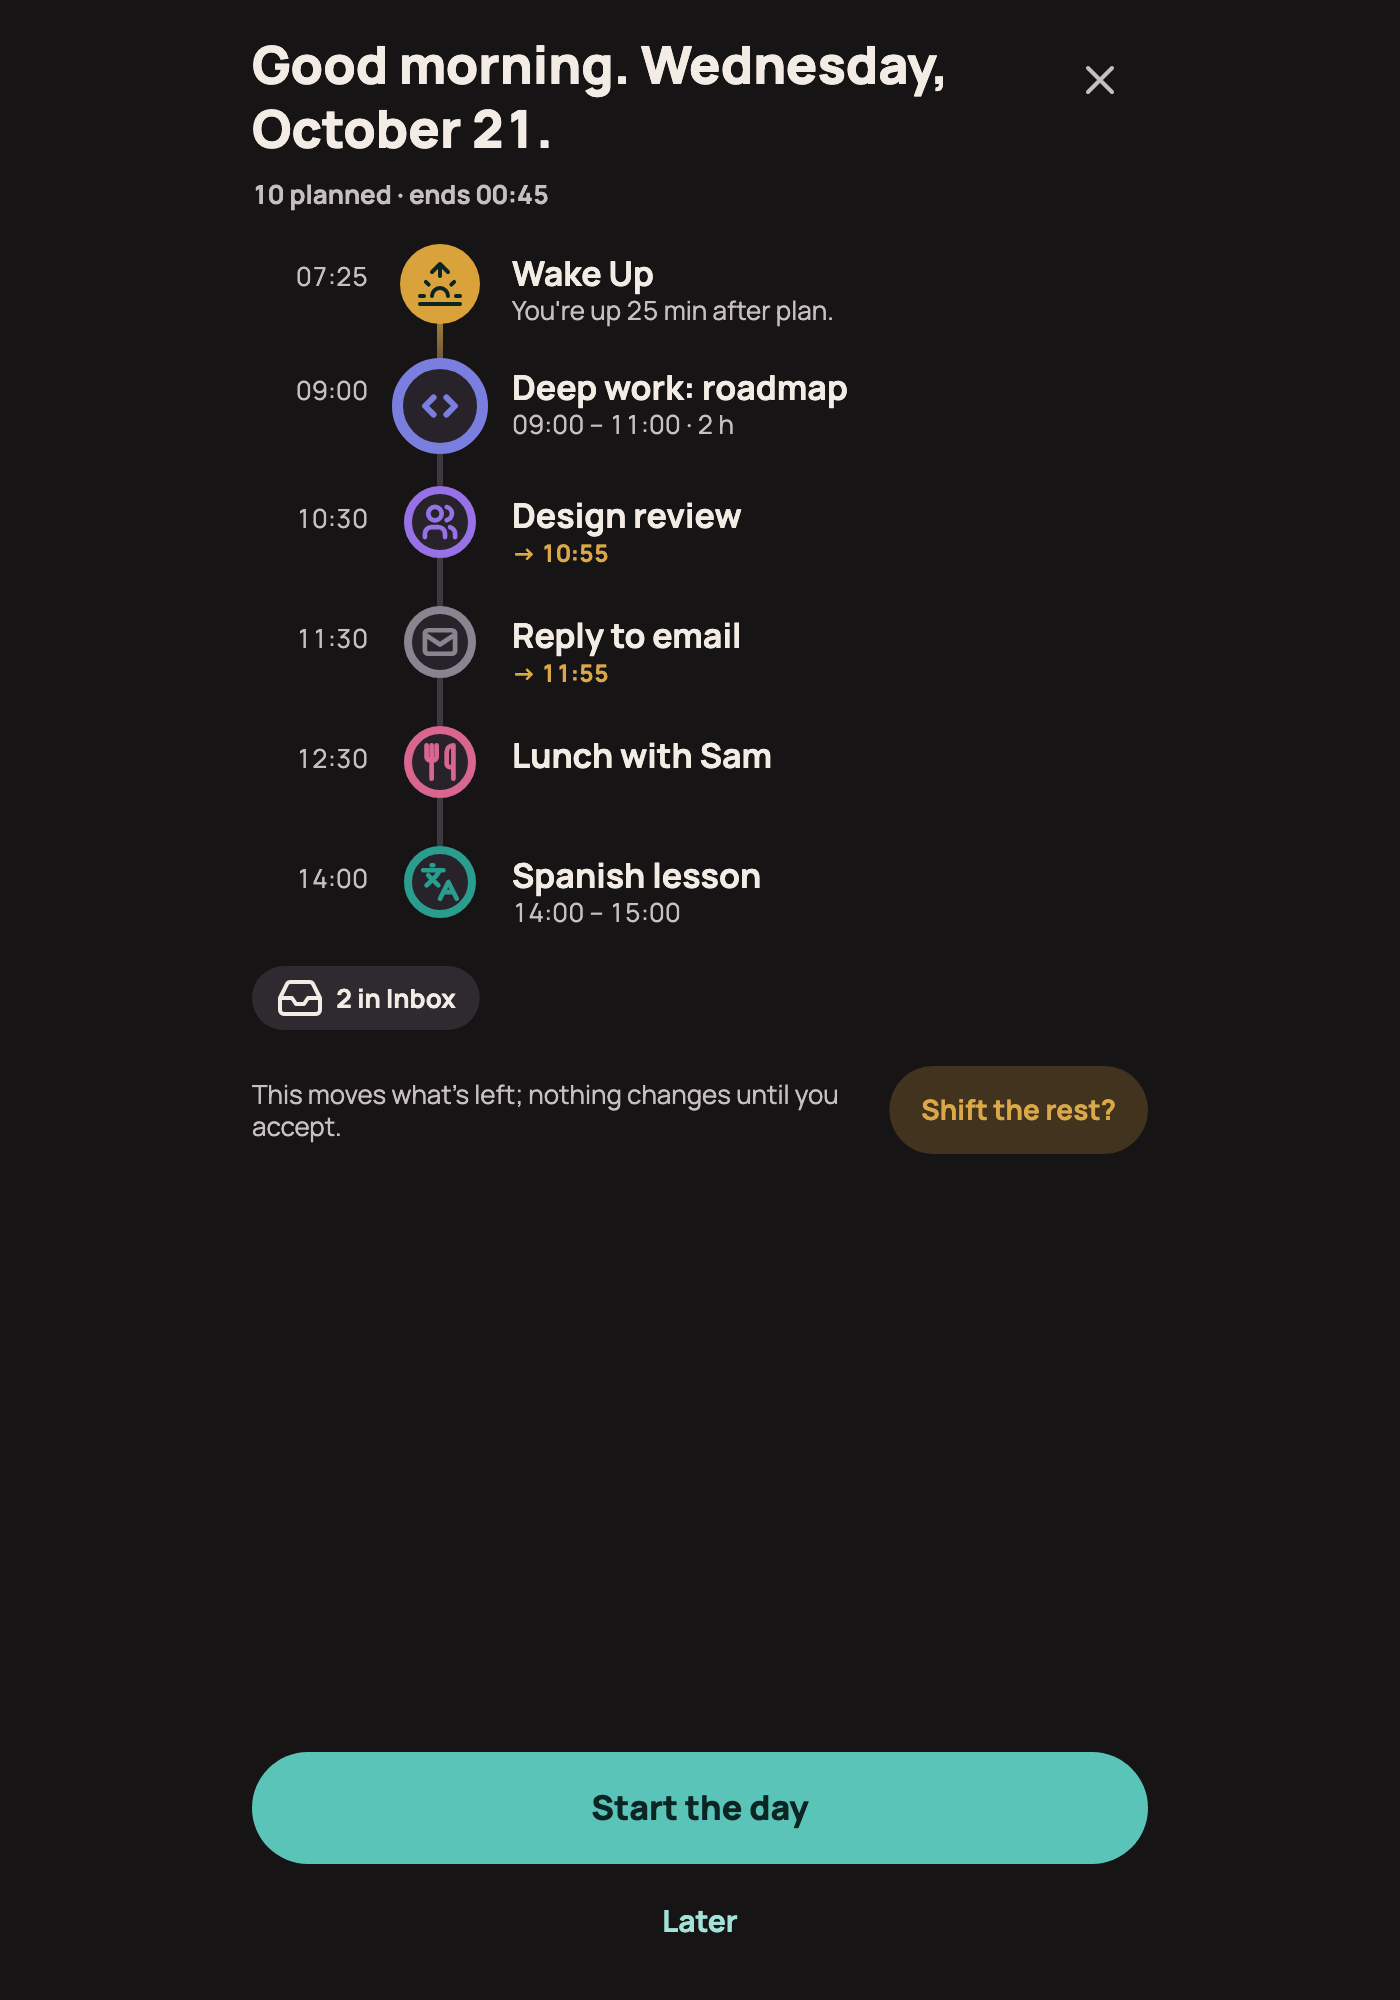 Good morning. Wednesday,
October 21.
10 planned · ends 00:45
07:25
Wake Up
You're up 25 min after plan.
09:00
Deep work: roadmap
09:00 – 11:00 · 2 h
10:30
Design review
→ 10:55
11:30
Reply to email
→ 11:55
12:30
Lunch with Sam
14:00
Spanish lesson
14:00 – 15:00
2 in Inbox
This moves what’s left; nothing changes until you
accept.
Shift the rest?
Start the day
Later